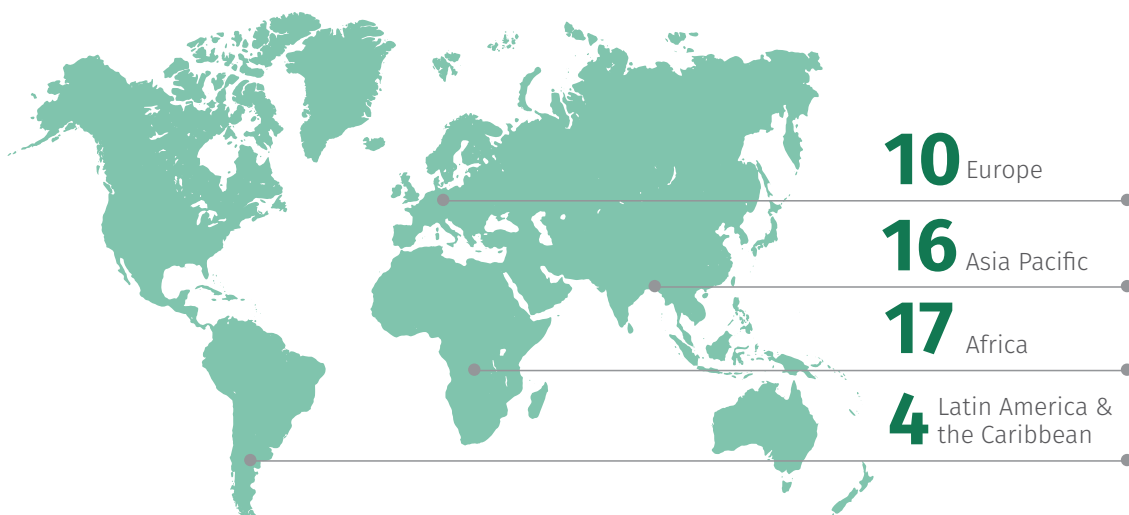 10 Europe
16 Asia Pacific
17 Africa
4 Latin America &
the Caribbean